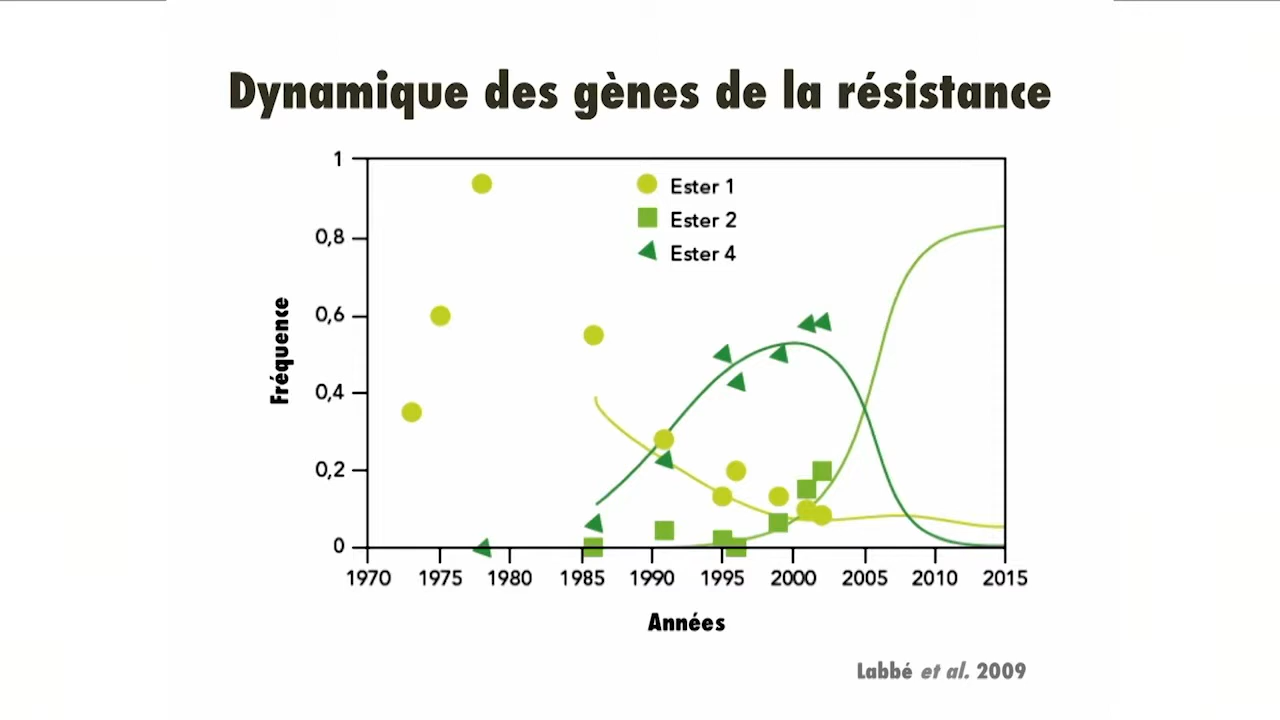 Dynamique des gènes de la résistance
1
0,8
0,6
0,4
0,2
0
Fréquence
Ester 1
Ester 2
Ester 4
1970 1975 1980 1985 1990 1995 2000 2005 2010 2015
Années
Labbé et al. 2009